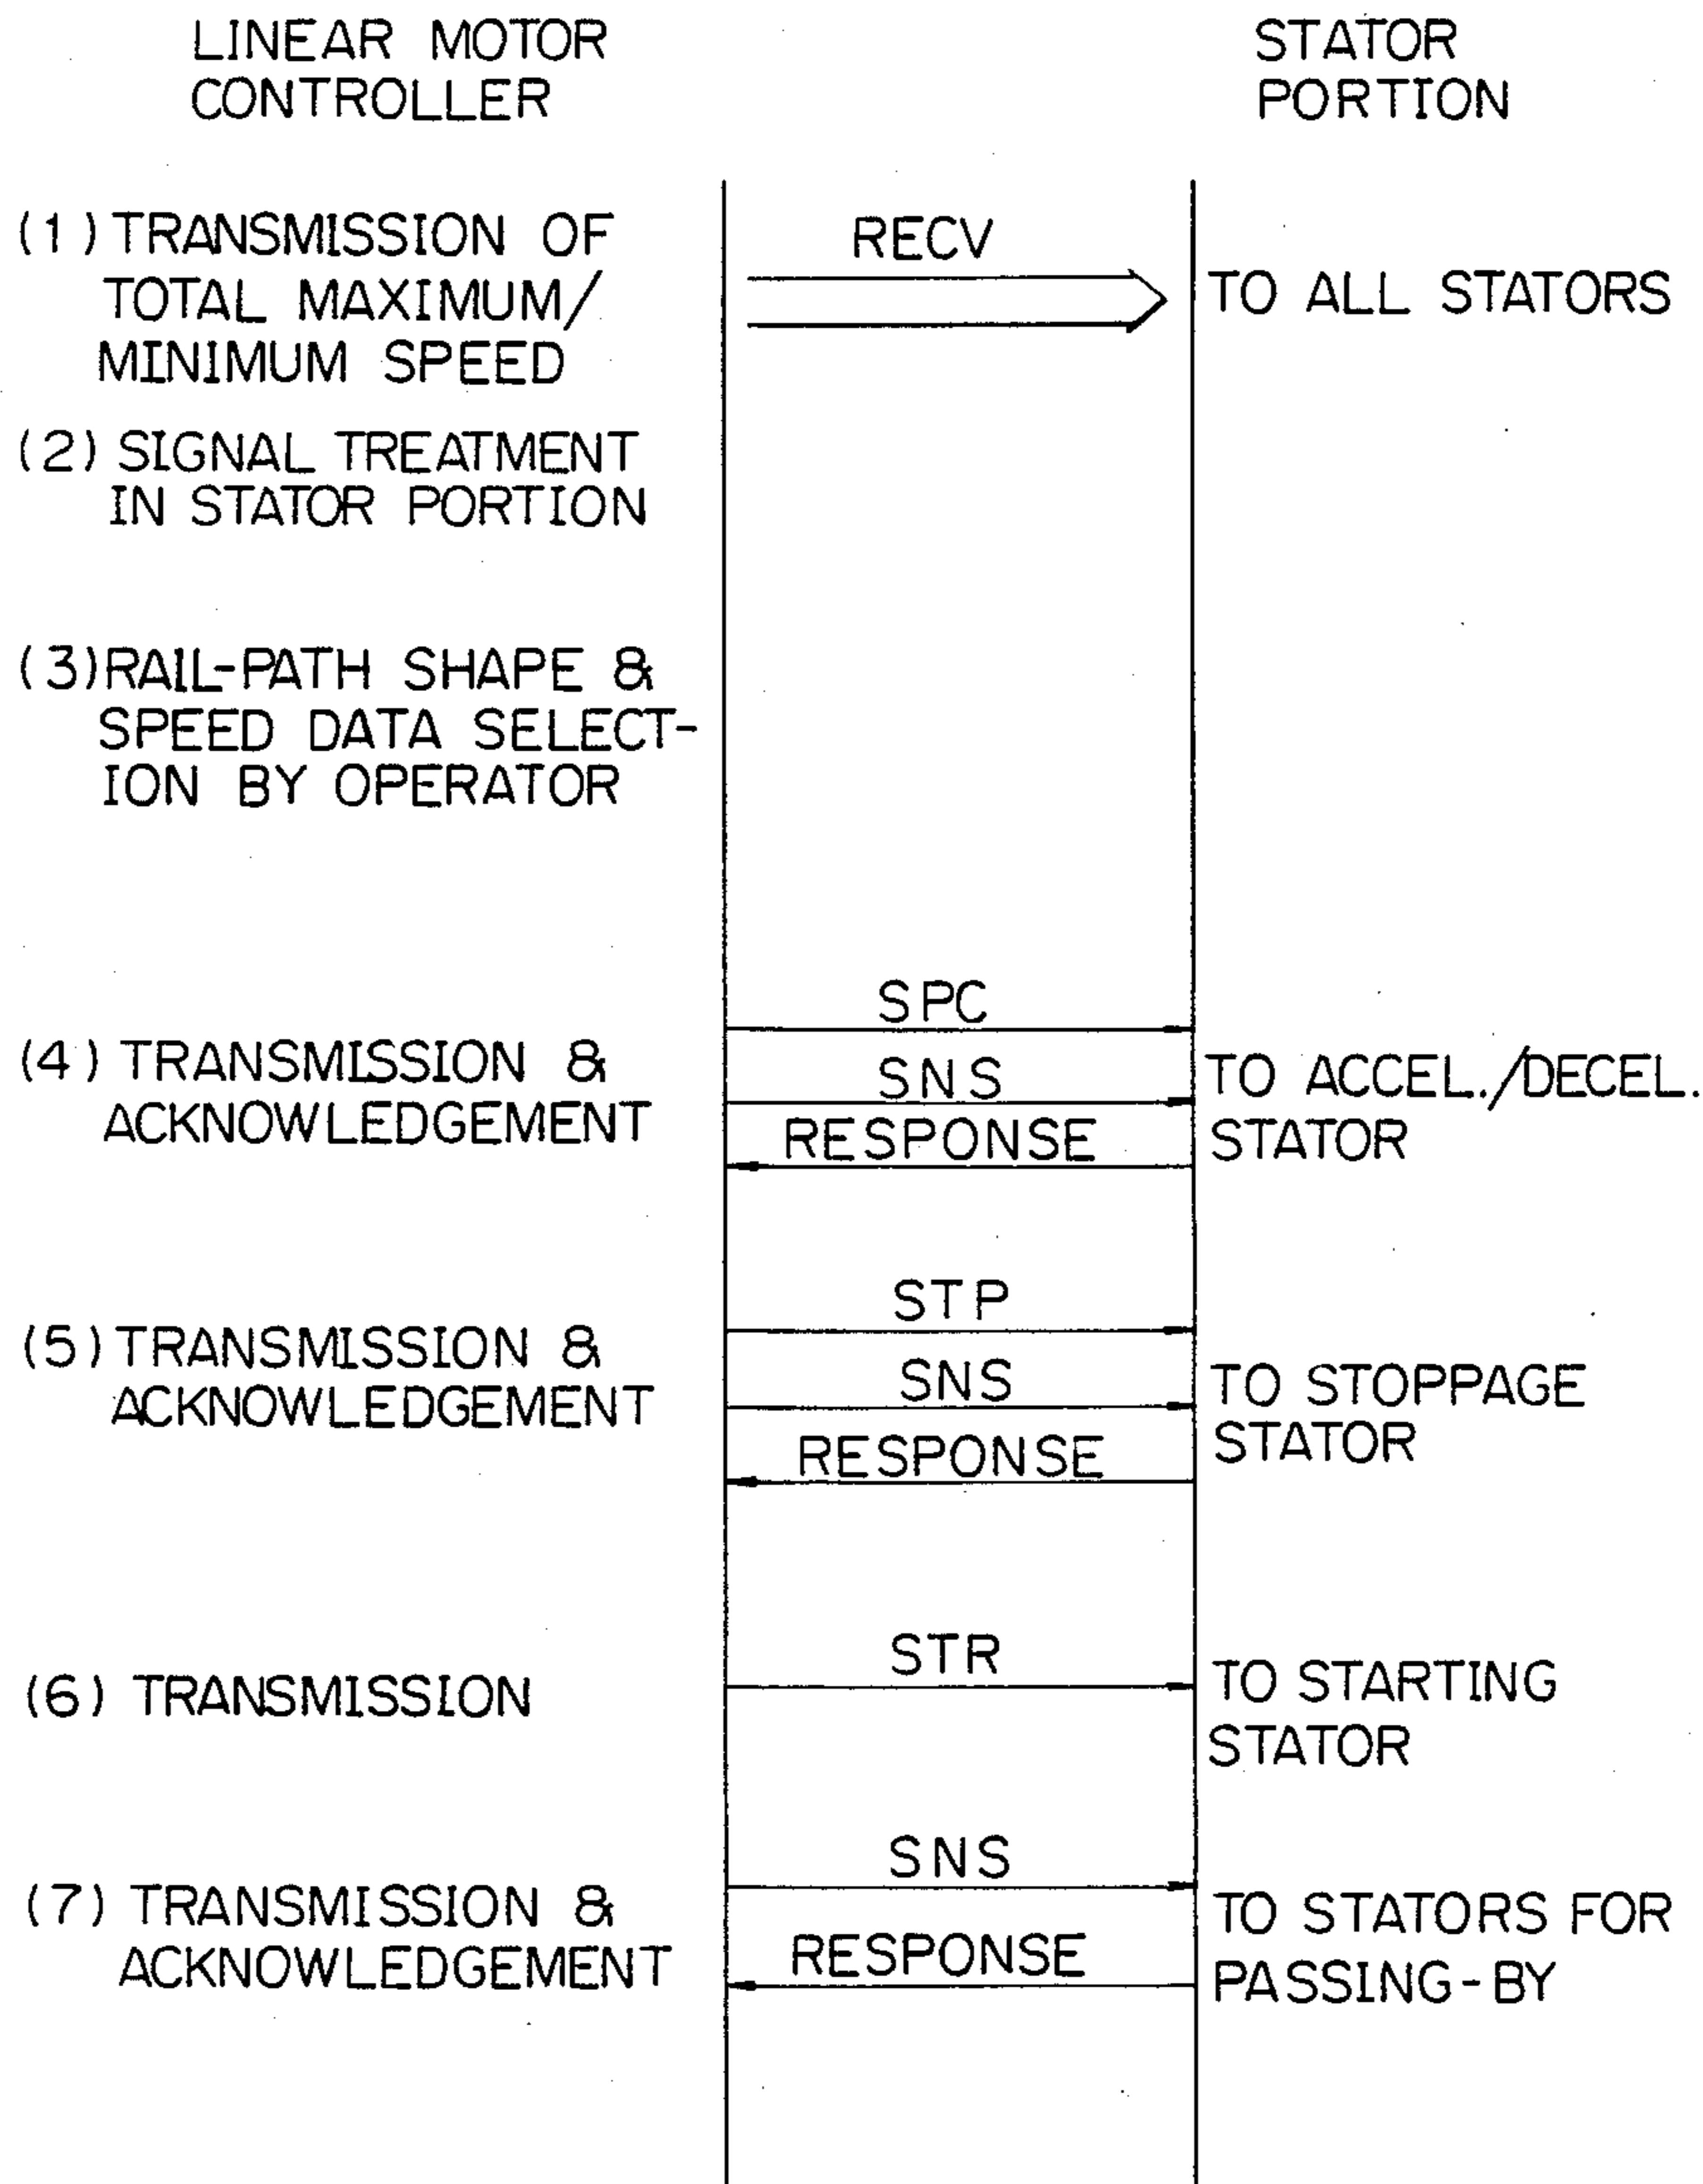 LINEAR MOTOR
CONTROLLER
STATOR
PORTION
(1) TRANSMISSION OF
TOTAL MAXIMUM/
MINIMUM SPEED
RECV
TO ALL STATORS
(2) SIGNAL TREATMENT
IN STATOR PORTION
(3) RAIL-PATH SHAPE &
SPEED DATA SELECT-
ION BY OPERATOR
(4) TRANSMISSION &
ACKNOWLEDGEMENT
SPC
SNS
RESPONSE
TO ACCEL./DECEL.
STATOR
(5) TRANSMISSION &
ACKNOWLEDGEMENT
STP
SNS
RESPONSE
TO STOPPAGE
STATOR
(6) TRANSMISSION
STR
TO STARTING
STATOR
(7) TRANSMISSION &
ACKNOWLEDGEMENT
SNS
RESPONSE
TO STATORS FOR
PASSING-BY